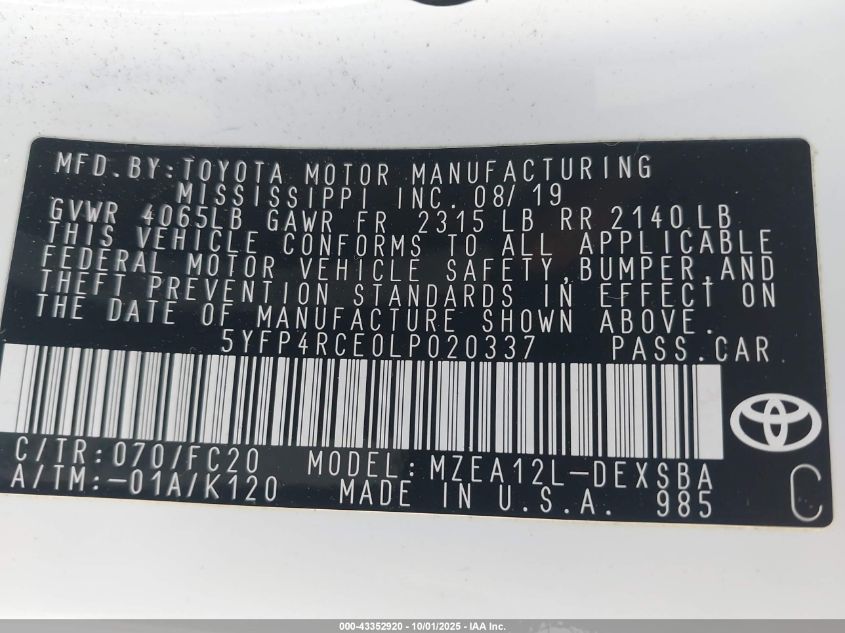 MFD.BY:TOYOTA MOTOR MANUFACTURING
MISSISSIPPI INC. 08/19
GVWR 4065LB GAWR FR 2315 LB RR 2140 LB
THIS VEHICLE CONFORMS TO ALL APPLICABLE
FEDERAL MOTOR VEHICLE SAFETY,BUMPER,AND
THEFT PREVENTION STANDARDS IN EFFECT ON
THE DATE OF MANUFACTURE SHOWN ABOVE.
5YFP4RCE0LP020337 PASS.CAR
C/TR:070/FC20 MODEL:MZEA12L-DEXSBA
A/TM:-01A/K120 MADE IN U.S.A. 985
C
000-43352920 - 10/01/2025 - IAA Inc.